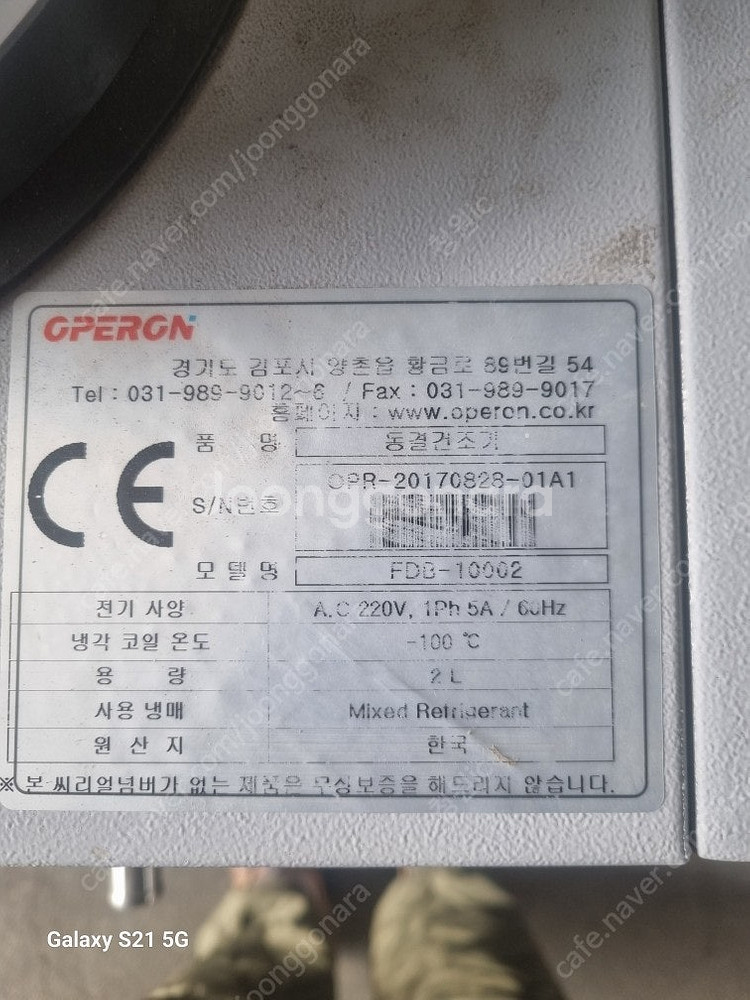 OPERON
경기도 김포시 양촌읍 황금로 89번길 54
Tel : 031-989-9012~6 / Fax : 031-989-9017
홈페이지 : www.operon.co.kr
품 명 동결건조기
CE
S/N번호 OPR-20170828-01A1
모델명 FDB-10002
전기 사양 A.C 220V, 1Ph 5A / 60Hz
냉각 코일 온도 -100 ℃
용 량 2 L
사용 냉매 Mixed Refrigerant
원 산 지 한국
※ 본 씨리얼넘버가 없는 제품은 무상보증을 해드리지 않습니다.
joonggonara
cafe.naver.com/joonggonara
Galaxy S21 5G